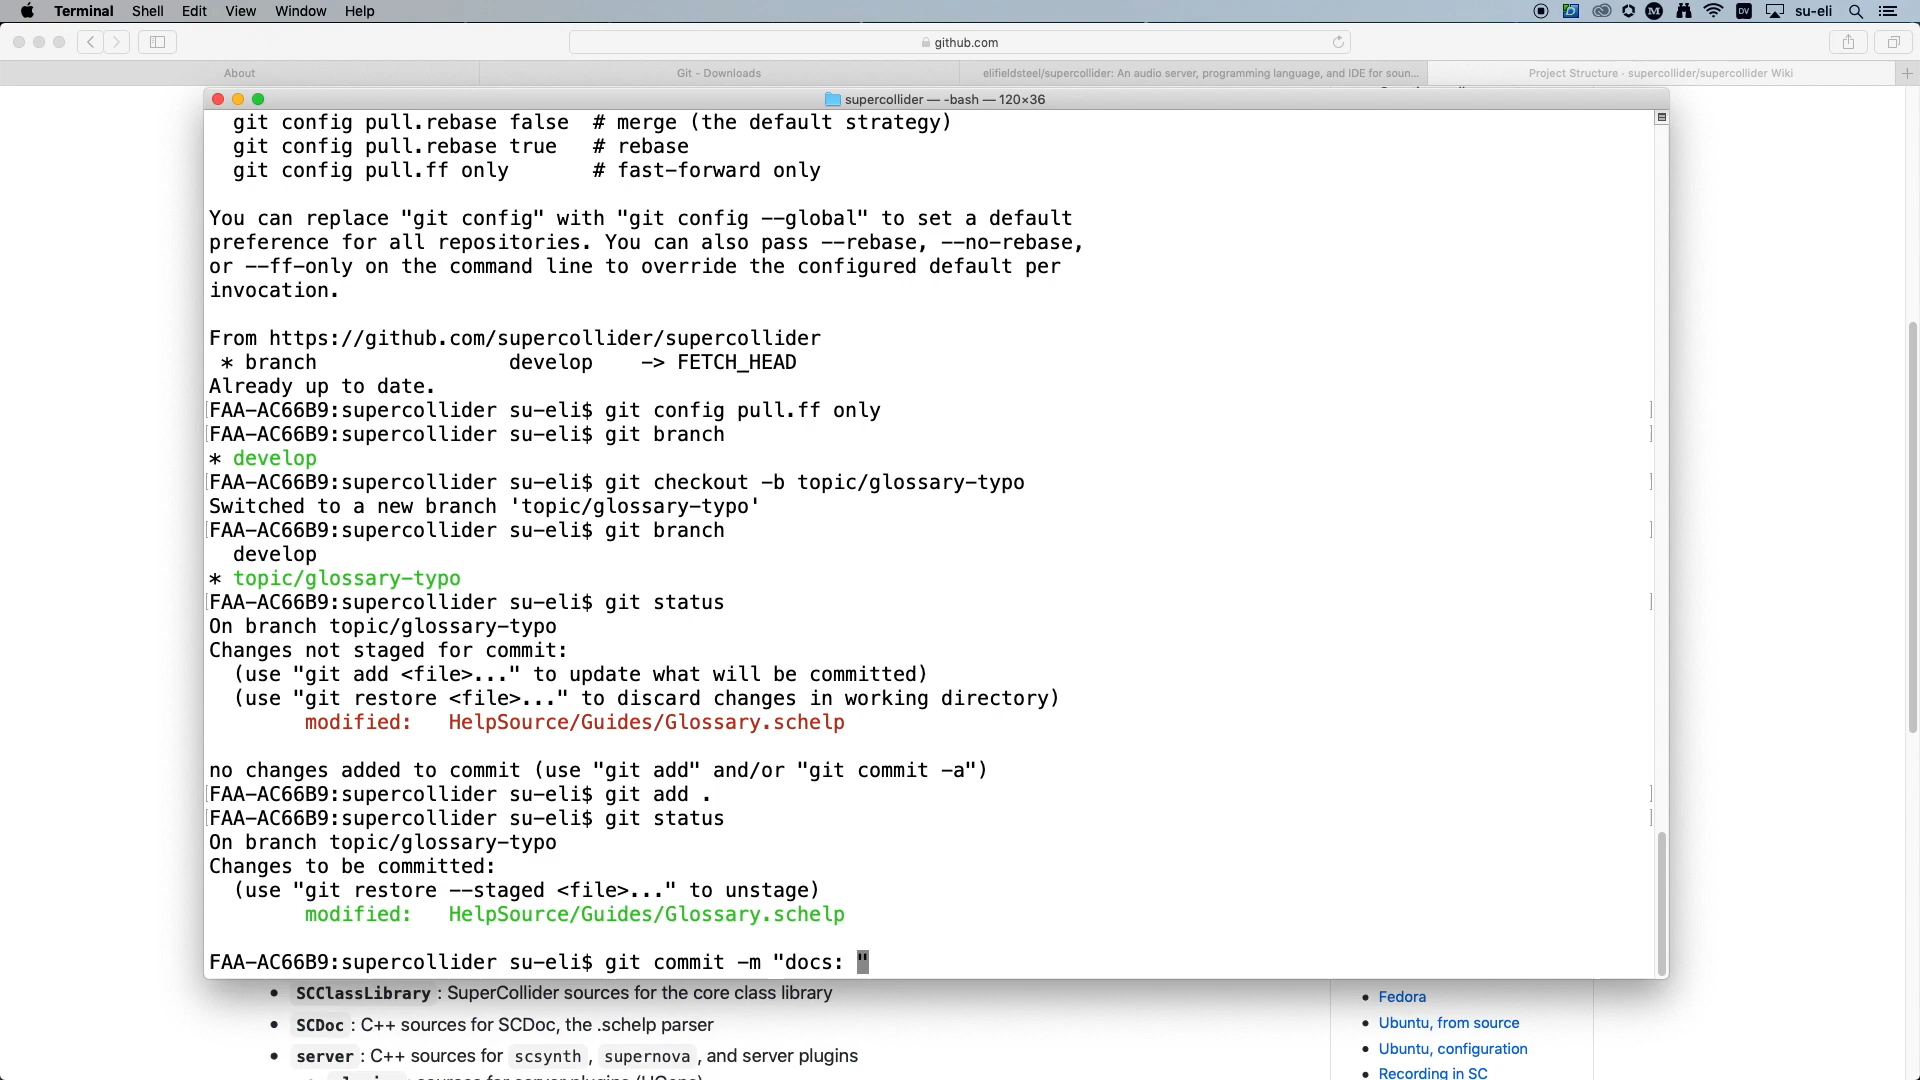 Terminal Shell Edit View Window Help su-eli
github.com
About Git - Downloads elifieldsteel/supercollider: An audio server, programming language, and IDE for soun... Project Structure · supercollider/supercollider Wiki
supercollider — -bash — 120×36
git config pull.rebase false # merge (the default strategy)
git config pull.rebase true # rebase
git config pull.ff only # fast-forward only
You can replace "git config" with "git config --global" to set a default
preference for all repositories. You can also pass --rebase, --no-rebase,
or --ff-only on the command line to override the configured default per
invocation.
From https://github.com/supercollider/supercollider
* branch develop -> FETCH_HEAD
Already up to date.
[FAA-AC66B9:supercollider su-eli$ git config pull.ff only ]
[FAA-AC66B9:supercollider su-eli$ git branch ]
* develop
[FAA-AC66B9:supercollider su-eli$ git checkout -b topic/glossary-typo ]
Switched to a new branch 'topic/glossary-typo'
[FAA-AC66B9:supercollider su-eli$ git branch ]
develop
* topic/glossary-typo
[FAA-AC66B9:supercollider su-eli$ git status ]
On branch topic/glossary-typo
Changes not staged for commit:
(use "git add <file>..." to update what will be committed)
(use "git restore <file>..." to discard changes in working directory)
modified: HelpSource/Guides/Glossary.schelp
no changes added to commit (use "git add" and/or "git commit -a")
[FAA-AC66B9:supercollider su-eli$ git add . ]
[FAA-AC66B9:supercollider su-eli$ git status ]
On branch topic/glossary-typo
Changes to be committed:
(use "git restore --staged <file>..." to unstage)
modified: HelpSource/Guides/Glossary.schelp
FAA-AC66B9:supercollider su-eli$ git commit -m "docs: "
SCClassLibrary : SuperCollider sources for the core class library
SCDoc : C++ sources for SCDoc, the .schelp parser
server : C++ sources for scsynth , supernova , and server plugins
Fedora
Ubuntu, from source
Ubuntu, configuration
Recording in SC